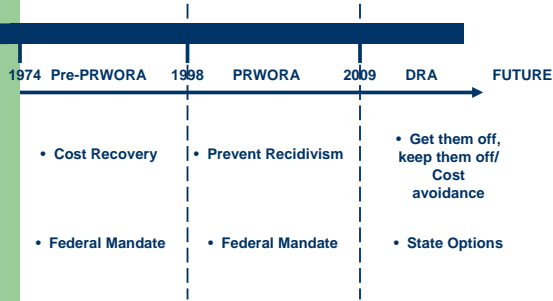 1974 Pre-PRWORA 1998 PRWORA 2009 DRA FUTURE
• Cost Recovery
• Prevent Recidivism
• Get them off,
keep them off/
Cost
avoidance
• Federal Mandate
• Federal Mandate
• State Options